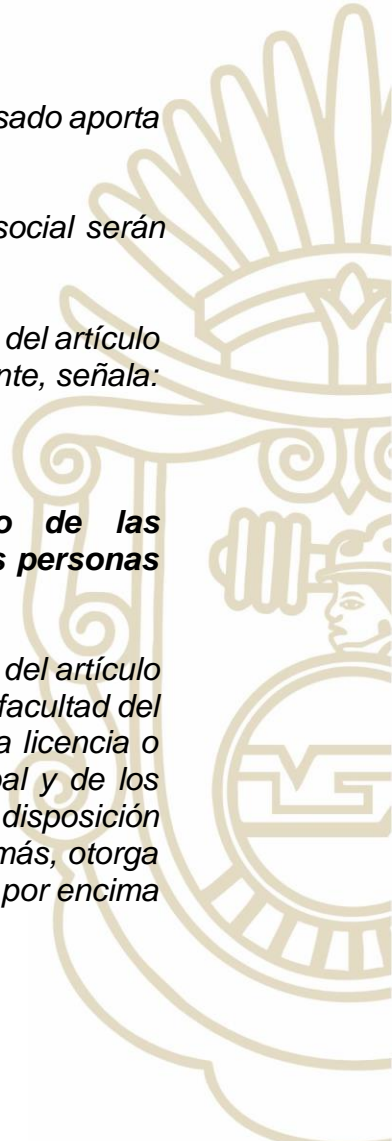 sado aporta
social serán
del artículo
nte, señala:
o de las
s personas
del artículo
facultad del
a licencia o
pal y de los
disposición
más, otorga
por encima